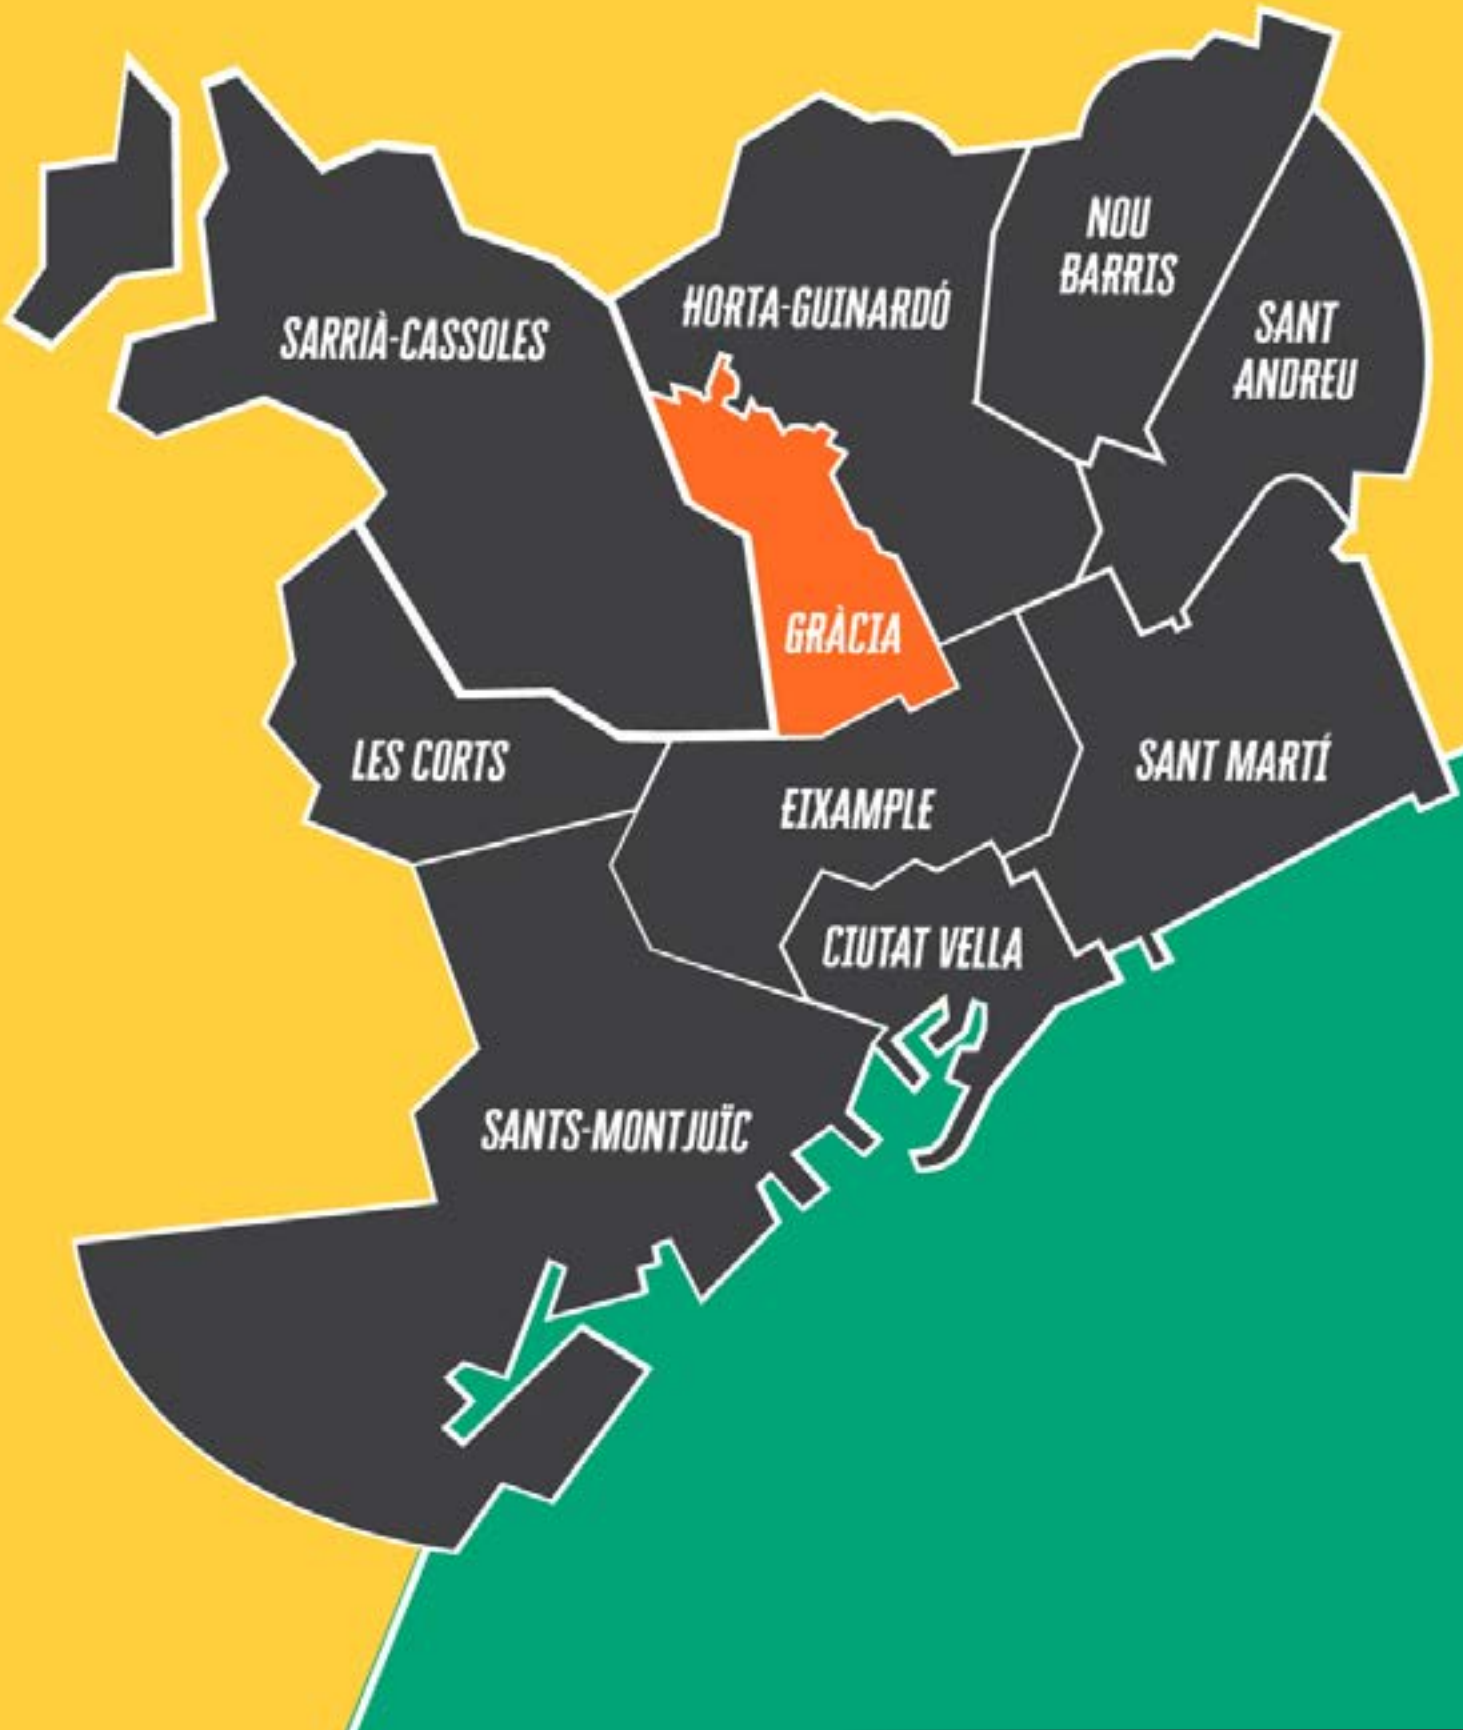 NOU
BARRIS
HORTA-GUINARDÓ
SANT
ANDREU
SARRIÀ-CASSOLES
GRÀCIA
LES CORTS
SANT MARTÍ
EIXAMPLE
CIUTAT VELLA
SANTS-MONTJUÏC